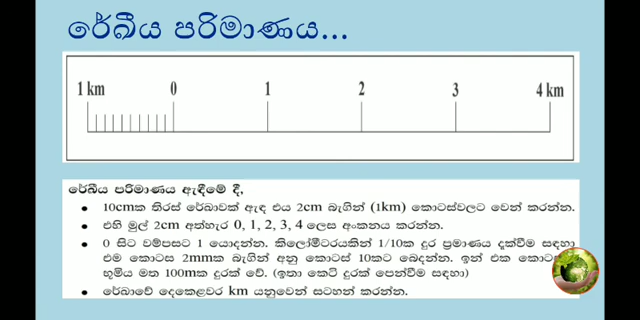 රේඛීය පරිමාණය...
1 km 0 1 2 3 4 km
රේඛීය පරිමාණය ඇඳීමේ දී,
• 10cmක තිරස් රේඛාවක් ඇඳ එය 2cm බැගින් (1km) කොටස්වලට වෙන් කරන්න.
• එහි මුල් 2cm අත්හැර 0, 1, 2, 3, 4 ලෙස අංකනය කරන්න.
• 0 සිට වම්පසට 1 යොදන්න. කිලෝමීටරයකින් 1/10ක දුර ප්‍රමාණය දැක්වීම සඳහා
එම කොටස 2mmක බැගින් අනු කොටස් 10කට බෙදන්න. ඉන් එක
භූමිය මත 100mක දුරක් වේ. (ඉතා කෙටි දුරක් පෙන්වීම සඳහා)
• රේඛාවේ දෙකෙළවර km යනුවෙන් සටහන් කරන්න.